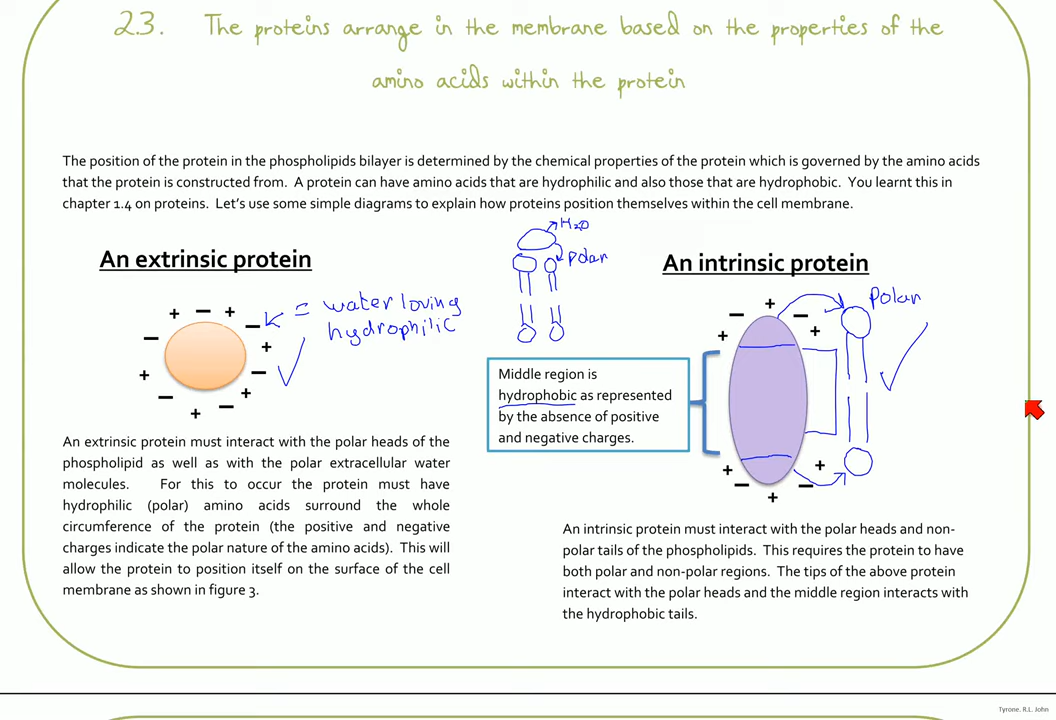 2.3. The proteins arrange in the membrane based on the properties of the
amino acids within the protein
The position of the protein in the phospholipids bilayer is determined by the chemical properties of the protein which is governed by the amino acids
that the protein is constructed from. A protein can have amino acids that are hydrophilic and also those that are hydrophobic. You learnt this in
chapter 1.4 on proteins. Let's use some simple diagrams to explain how proteins position themselves within the cell membrane.
An extrinsic protein
= water loving
hydrophilic
An extrinsic protein must interact with the polar heads of the
phospholipid as well as with the polar extracellular water
molecules. For this to occur the protein must have
hydrophilic (polar) amino acids surround the whole
circumference of the protein (the positive and negative
charges indicate the polar nature of the amino acids). This will
allow the protein to position itself on the surface of the cell
membrane as shown in figure 3.
H2O
polar
An intrinsic protein
Polar
Middle region is
hydrophobic as represented
by the absence of positive
and negative charges.
An intrinsic protein must interact with the polar heads and non-
polar tails of the phospholipids. This requires the protein to have
both polar and non-polar regions. The tips of the above protein
interact with the polar heads and the middle region interacts with
the hydrophobic tails.
Tyrone. R.L. John